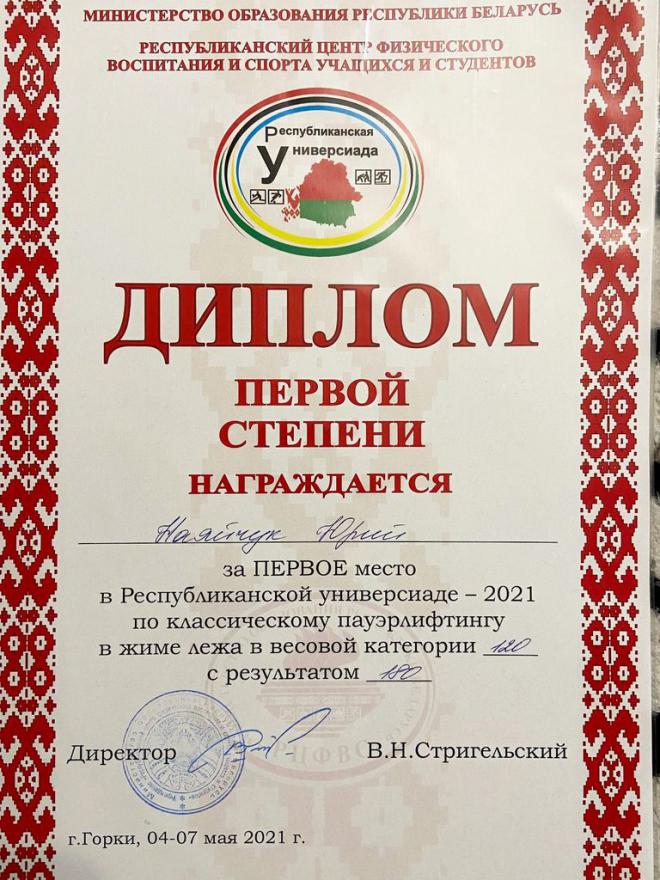 МИНИСТЕРСТВО ОБРАЗОВАНИЯ РЕСПУБЛИКИ БЕЛАРУСЬ
РЕСПУБЛИКАНСКИЙ ЦЕНТР ФИЗИЧЕСКОГО
ВОСПИТАНИЯ И СПОРТА УЧАЩИХСЯ И СТУДЕНТОВ
Республиканская
Универсиада
ДИПЛОМ
ПЕРВОЙ
СТЕПЕНИ
НАГРАЖДАЕТСЯ
Юрий
за ПЕРВОЕ место
в Республиканской универсиаде – 2021
по классическому пауэрлифтингу
в жиме лежа в весовой категории 120
с результатом 180
Директор В.Н.Стригельский
г.Горки, 04-07 мая 2021 г.